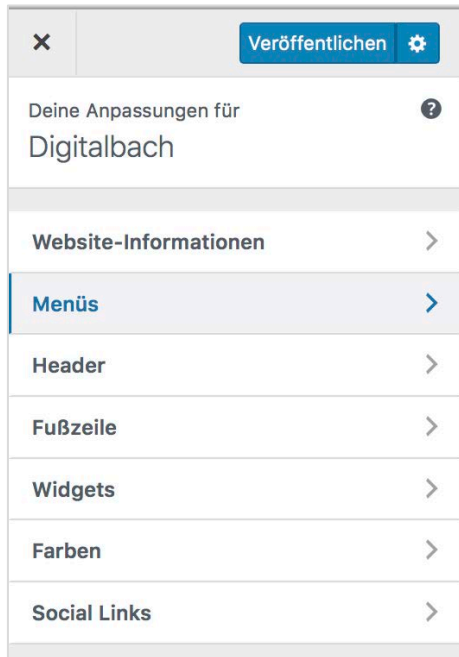 Veröffentlichen
Deine Anpassungen für
Digitalbach
Website-Informationen
Menüs
Header
Fußzeile
Widgets
Farben
Social Links